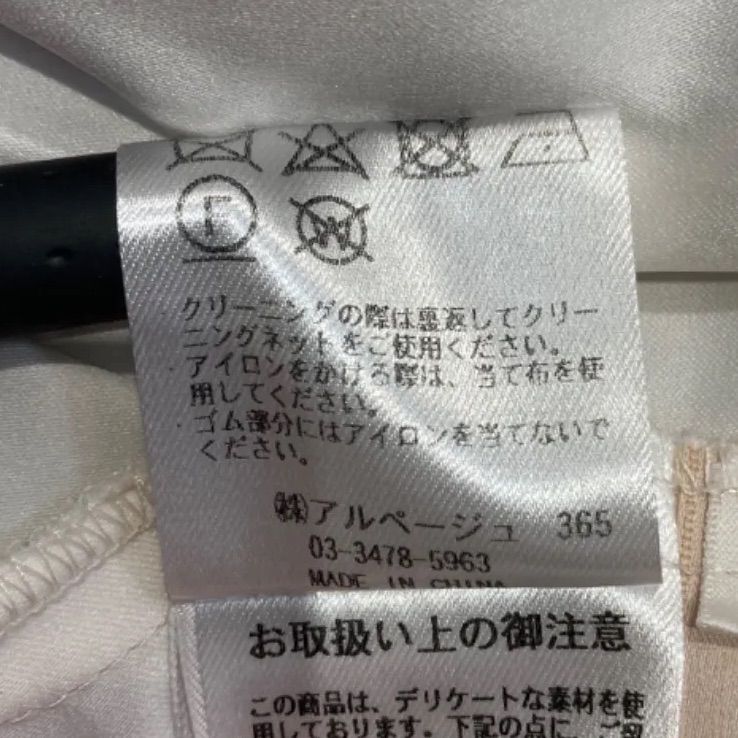 L
W
クリーニングの際は裏返してクリー
ニングネットをご使用ください。
・アイロンをかける際は、当て布を使
用してください。
・ゴム部分にはアイロンを当てないで
ください。
㈱アルページュ 365
03-3478-5963
MADE IN CHINA
お取扱い上の御注意
この商品は、デリケートな素材を使
用しております。下記の点に、ご